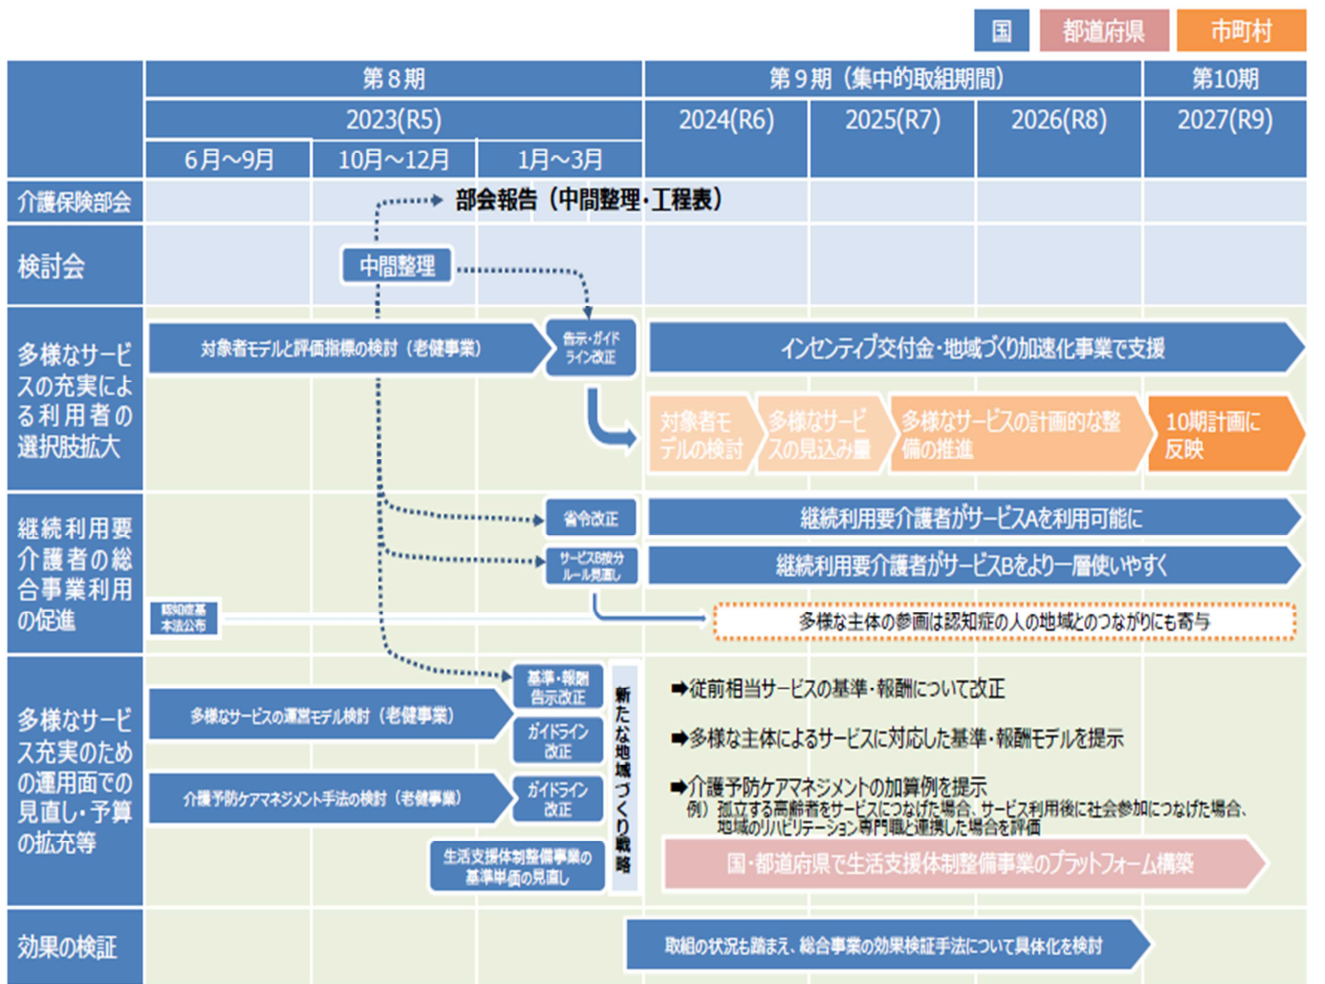 国
都道府県
市町村
第８期
第９期（集中的取組期間）
第10期
2023(R5)
2024(R6)
2025(R7)
2026(R8)
2027(R9)
６月～９月
10月～12月
１月～３月
介護保険部会
部会報告（中間整理・工程表）
検討会
中間整理
多様なサービ
スの充実によ
る利用者の
選択肢拡大
対象者モデルと評価指標の検討（老健事業）
告示・ガイド
ライン改正
インセンティブ交付金・地域づくり加速化事業で支援
対象者モ
デルの検討
多様なサービ
スの見込み量
多様なサービスの計画的な整
備の推進
10期計画に
反映
継続利用要
介護者の総
合事業利用
の促進
省令改正
継続利用要介護者がサービスAを利用可能に
サービスB按分
ルール見直し
継続利用要介護者がサービスBをより一層使いやすく
認知症基
本法公布
多様な主体の参画は認知症の人の地域とのつながりにも寄与
多様なサービ
ス充実のため
の運用面での
見直し・予算
の拡充等
多様なサービスの運営モデル検討（老健事業）
基準・報酬
告示改正
ガイドライン
改正
介護予防ケアマネジメント手法の検討（老健事業）
ガイドライン
改正
生活支援体制整備事業の
基準単価の見直し
新たな地域づくり戦略
➡従前相当サービスの基準・報酬について改正
➡多様な主体によるサービスに対応した基準・報酬モデルを提示
➡介護予防ケアマネジメントの加算例を提示
例）孤立する高齢者をサービスにつなげた場合、サービス利用後に社会参加につなげた場合、
地域のリハビリテーション専門職と連携した場合を評価
国・都道府県で生活支援体制整備事業のプラットフォーム構築
効果の検証
取組の状況も踏まえ、総合事業の効果検証手法について具体化を検討